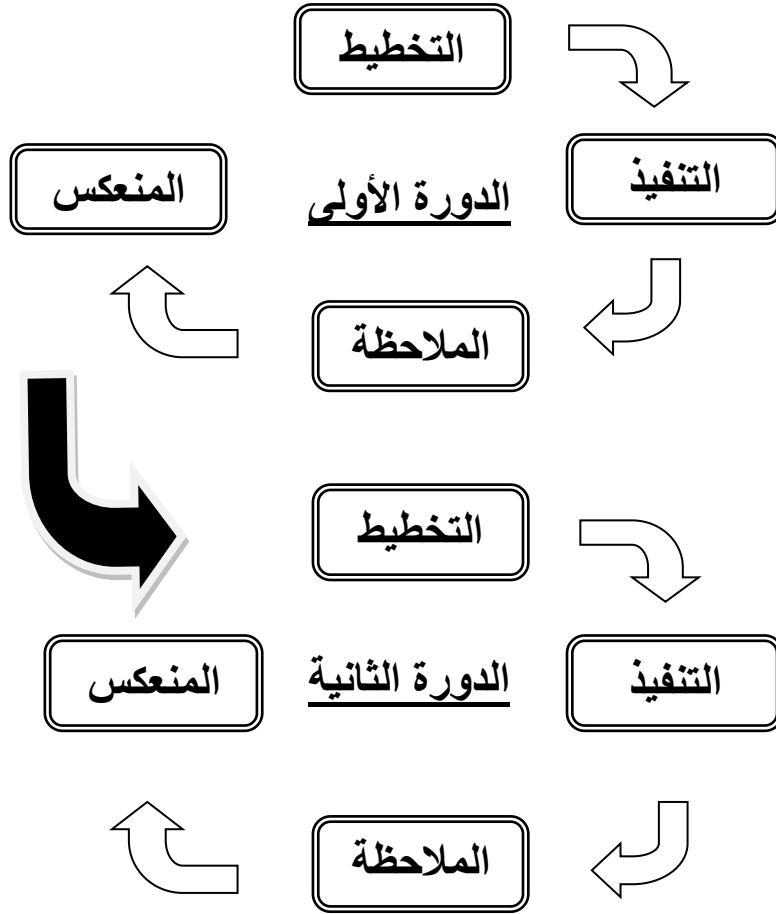 التخطيط
التنفيذ
الدورة الأولى
المنعكس
الملاحظة
التخطيط
التنفيذ
الدورة الثانية
المنعكس
الملاحظة